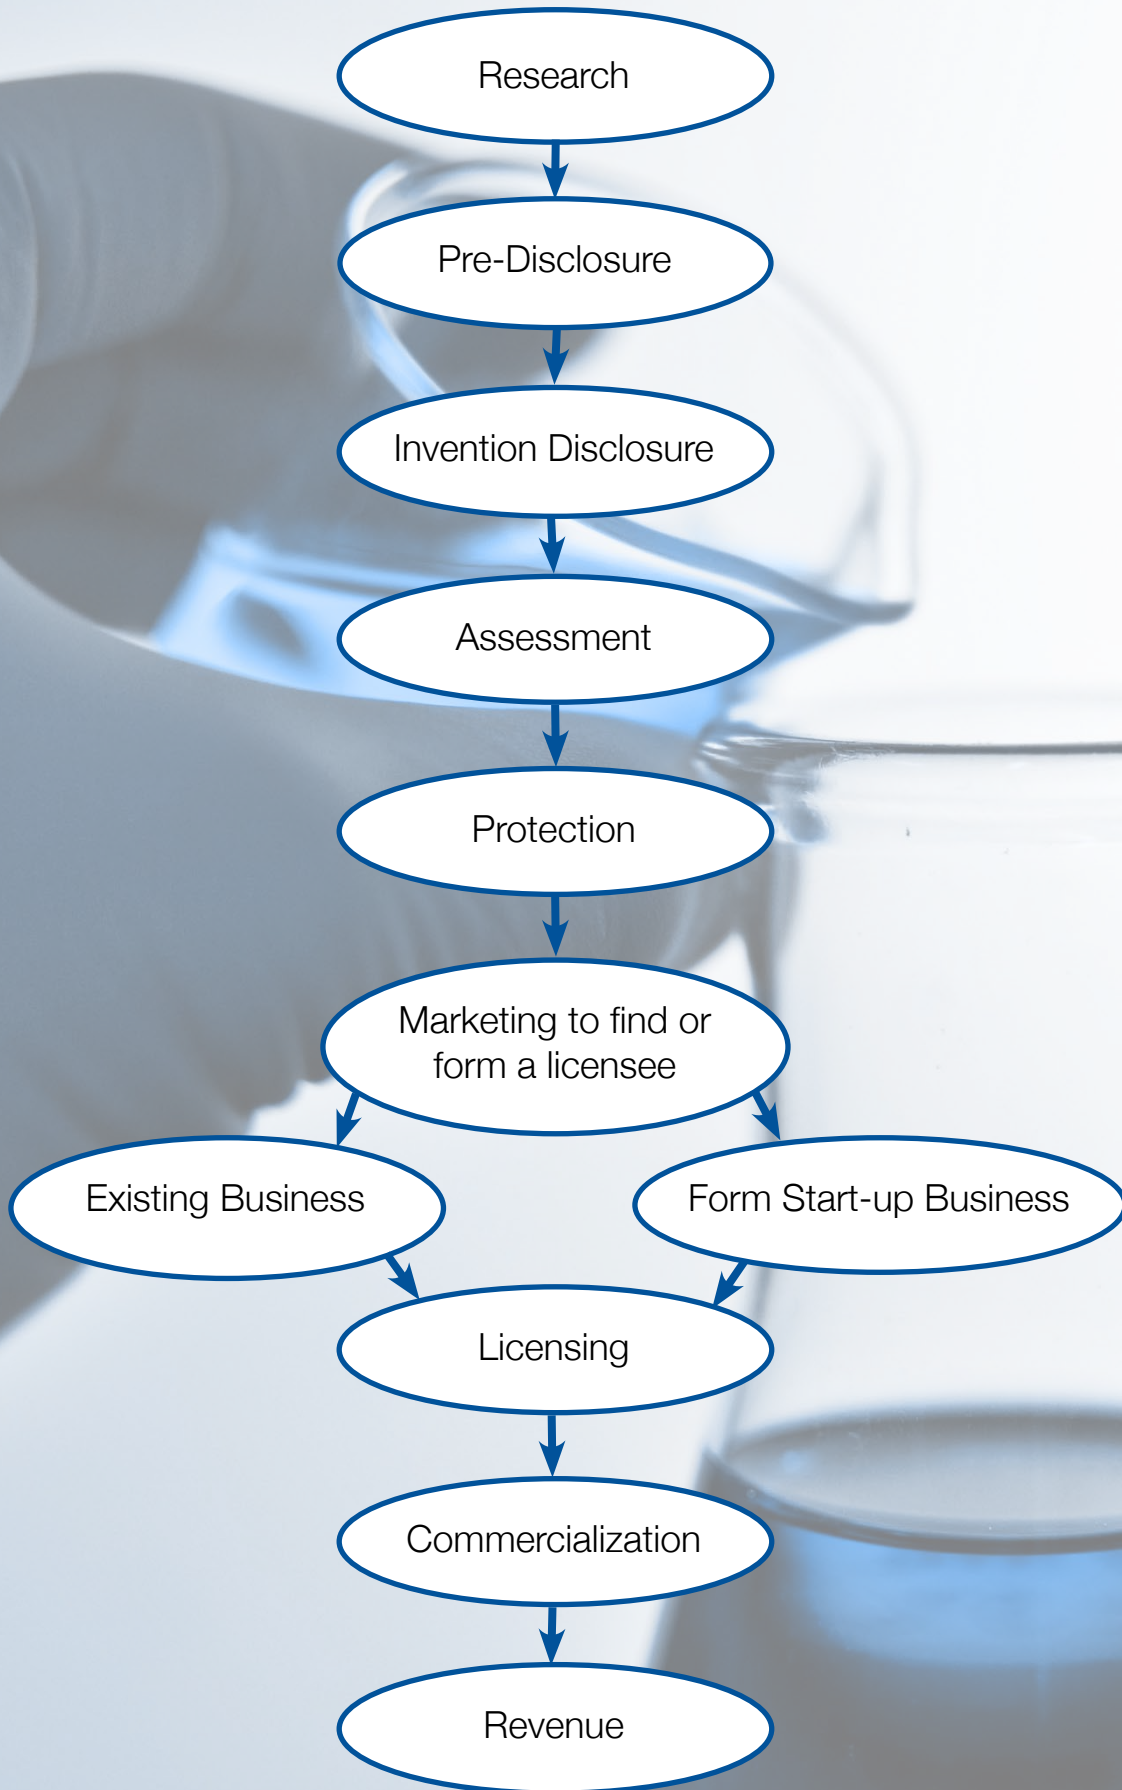 Research
Pre-Disclosure
Invention Disclosure
Assessment
Protection
Marketing to find or
form a licensee
Existing Business
Form Start-up Business
Licensing
Commercialization
Revenue